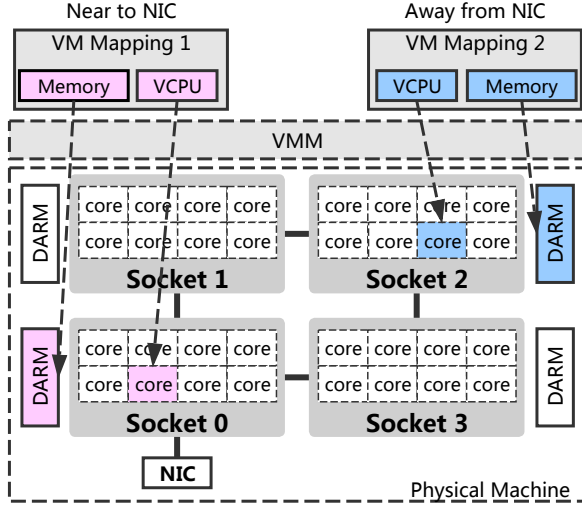 Near to NIC Away from NIC
VM Mapping 1 VM Mapping 2
Memory VCPU VCPU Memory
VMM
DARM core core core core core core core core DARM
core core core core core core core core
Socket 1 Socket 2
DARM core core core core core core core core DARM
core core core core core core core core
Socket 0 Socket 3
NIC
Physical Machine